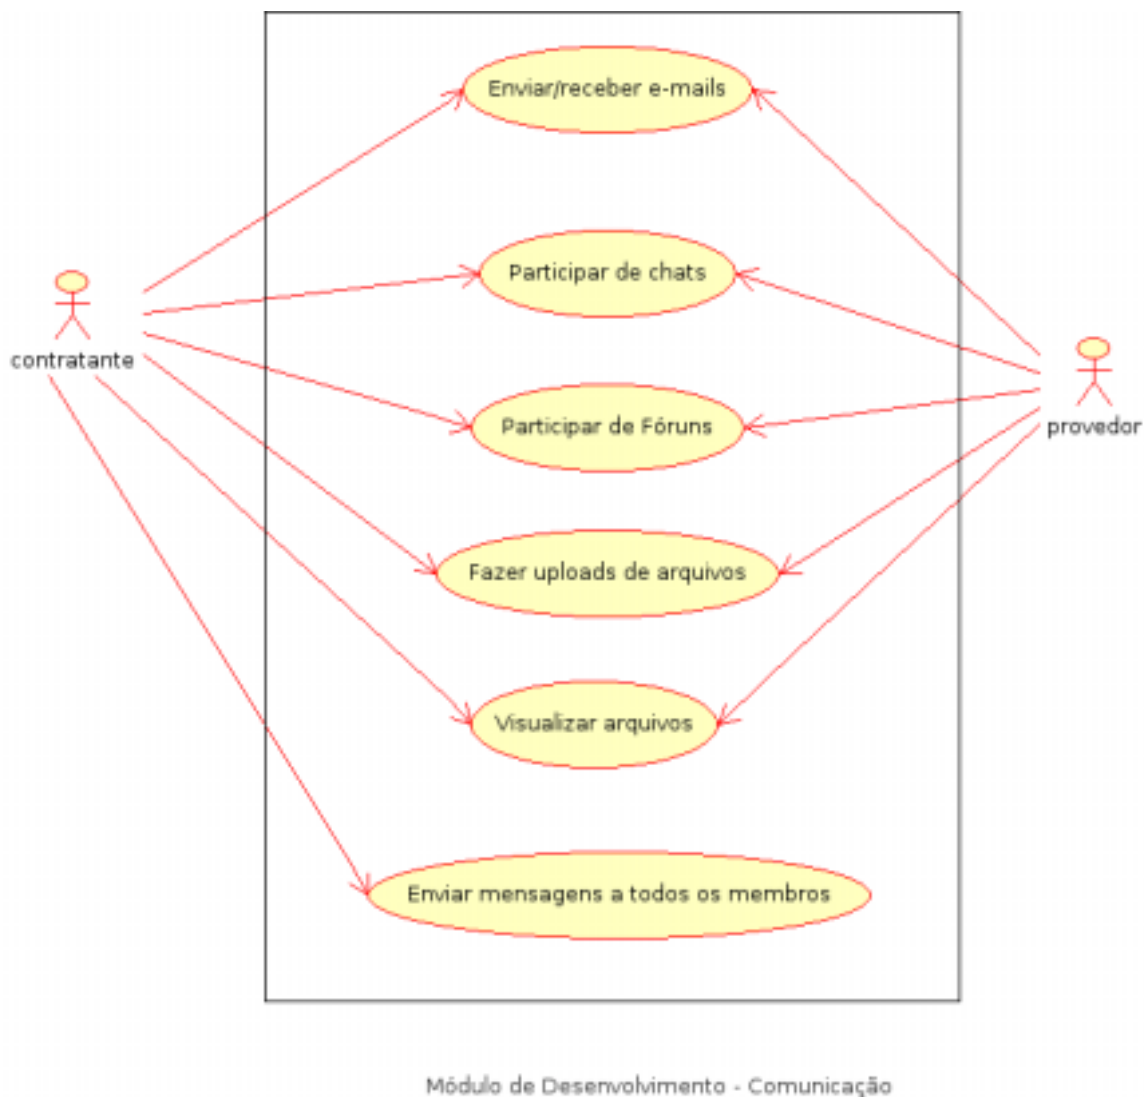 Enviar/receber e-mails
Participar de chats
contratante
Participar de Fóruns
provedor
Fazer uploads de arquivos
Visualizar arquivos
Enviar mensagens a todos os membros
Módulo de Desenvolvimento - Comunicação